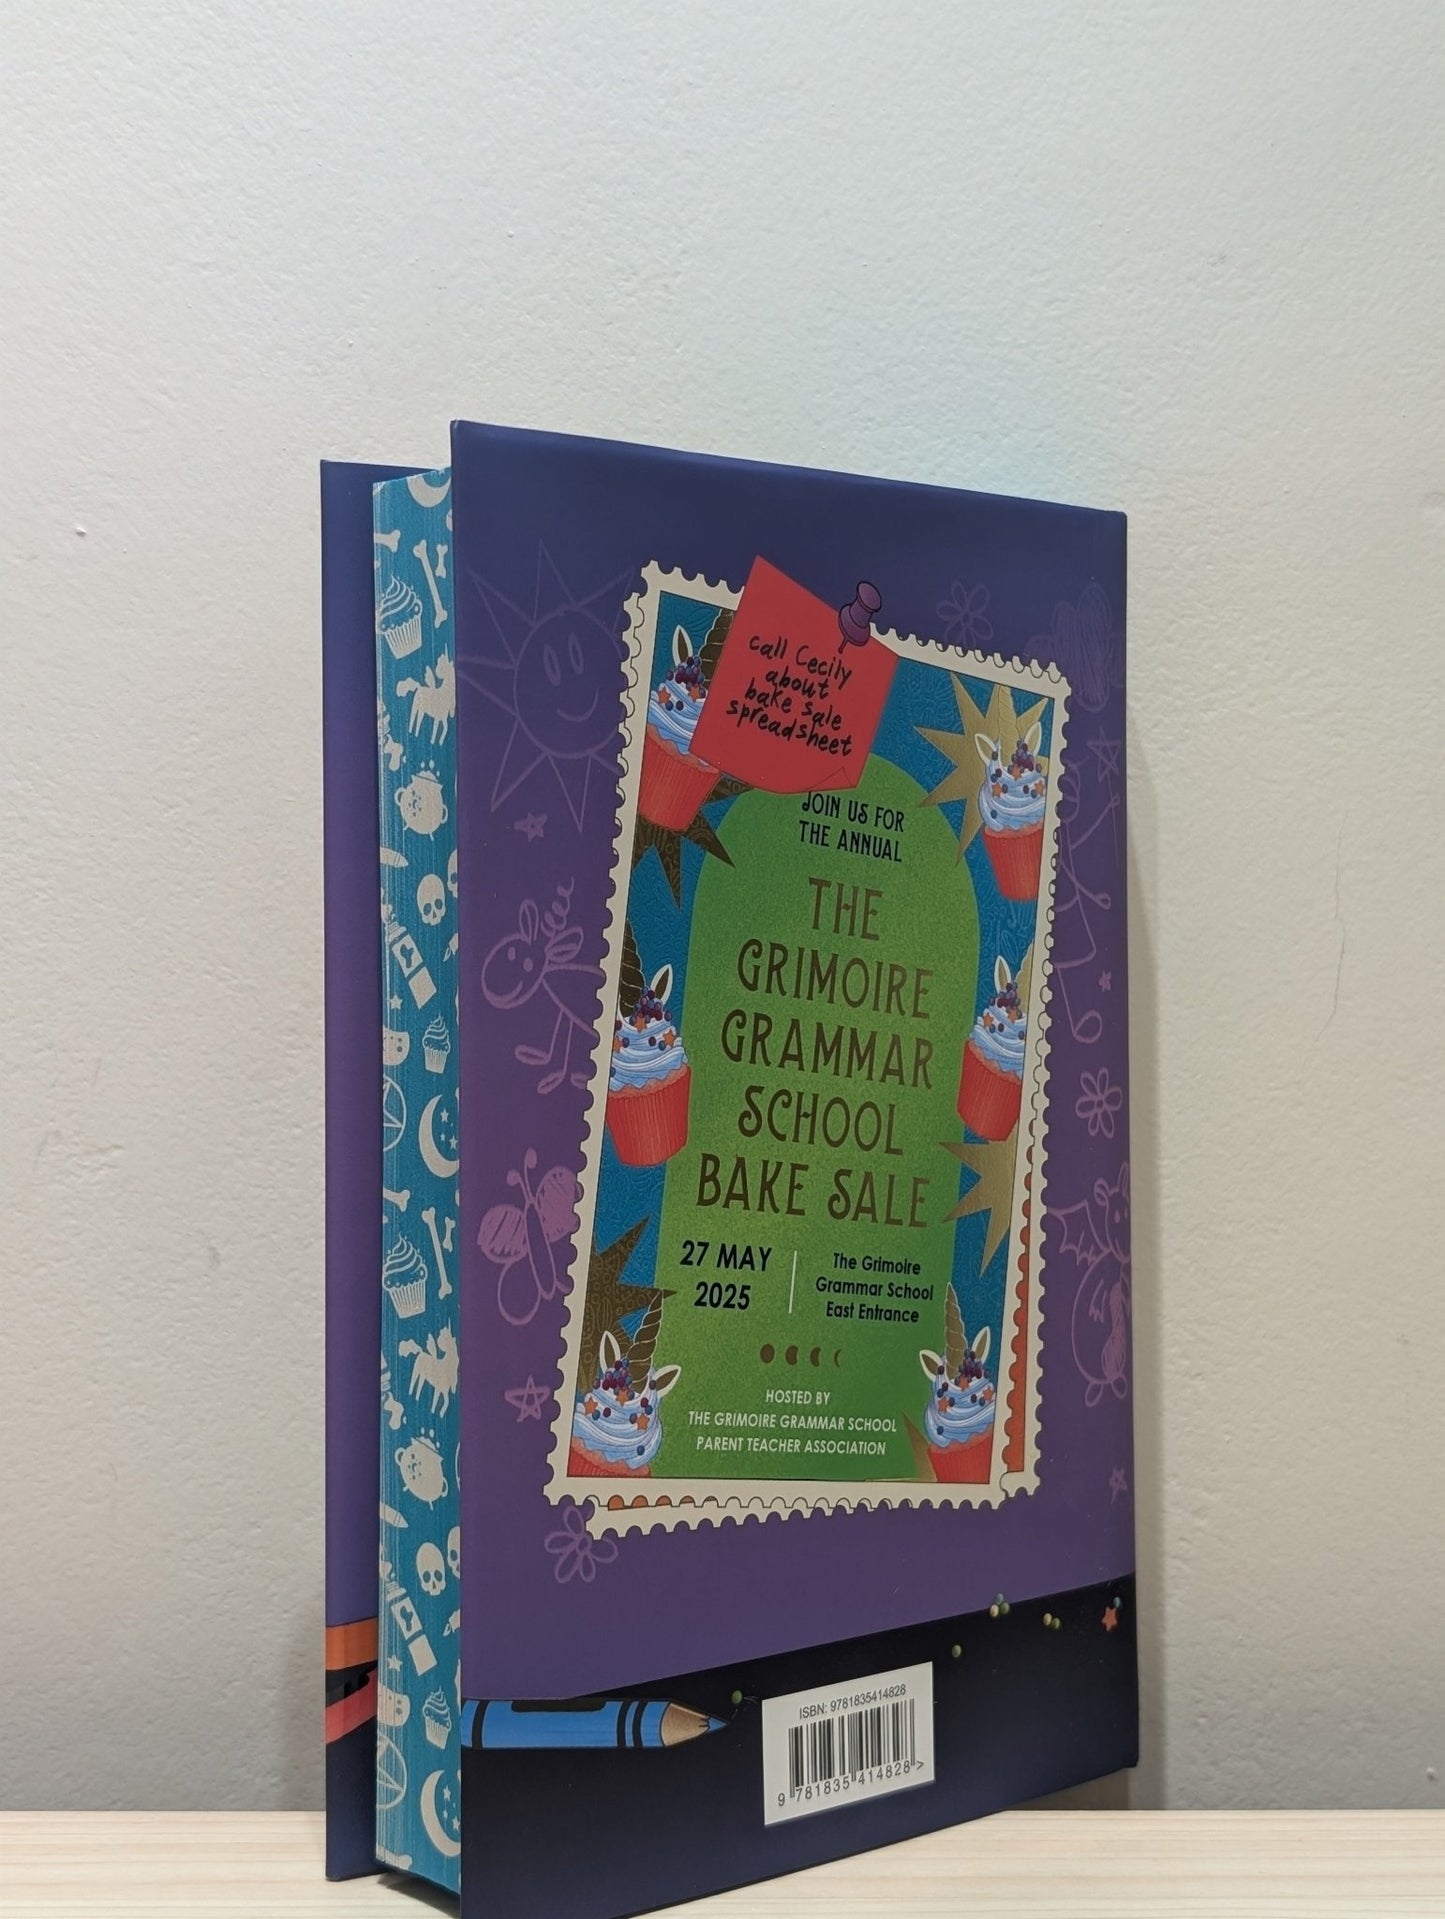 call Cecily
about
bake sale
spreadsheet
JOIN US FOR
THE ANNUAL
THE
GRIMOIRE
GRAMMAR
SCHOOL
BAKE SALE
27 MAY
2025
The Grimoire
Grammar School
East Entrance
HOSTED BY
THE GRIMOIRE GRAMMAR SCHOOL
PARENT TEACHER ASSOCIATION
ISBN: 9781835414828
9 781835 414828 >